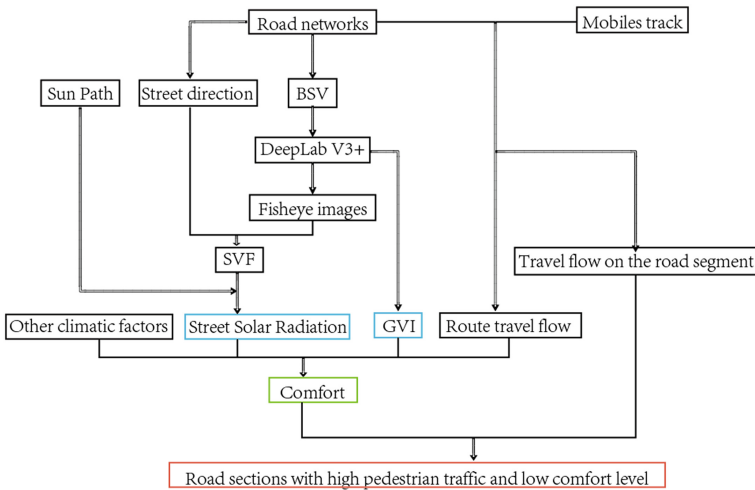 Road networks
Mobiles track
Sun Path
Street direction
BSV
DeepLab V3+
Fisheye images
SVF
Travel flow on the road segment
Other climatic factors
Street Solar Radiation
GVI
Route travel flow
Comfort
Road sections with high pedestrian traffic and low comfort level